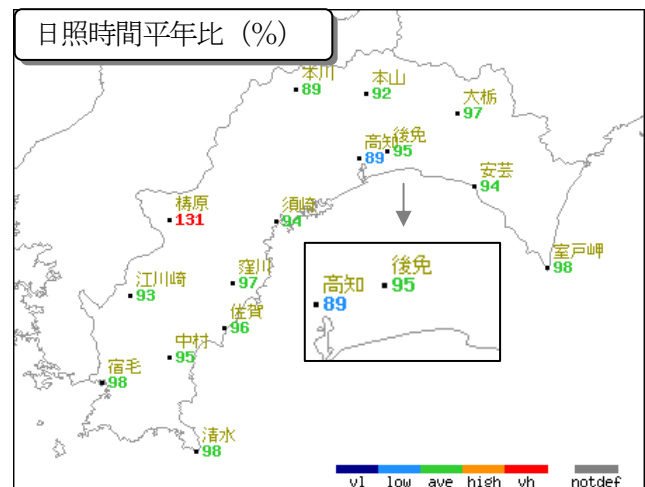 日照時間平年比（%）
本川
89
本山
92
大栃
97
高知
89
後免
95
安芸
94
梼原
131
須崎
94
室戸岬
98
窪川
97
江川崎
93
佐賀
96
中村
95
宿毛
98
清水
98
後免
95
高知
89
vl low ave high vh notdef